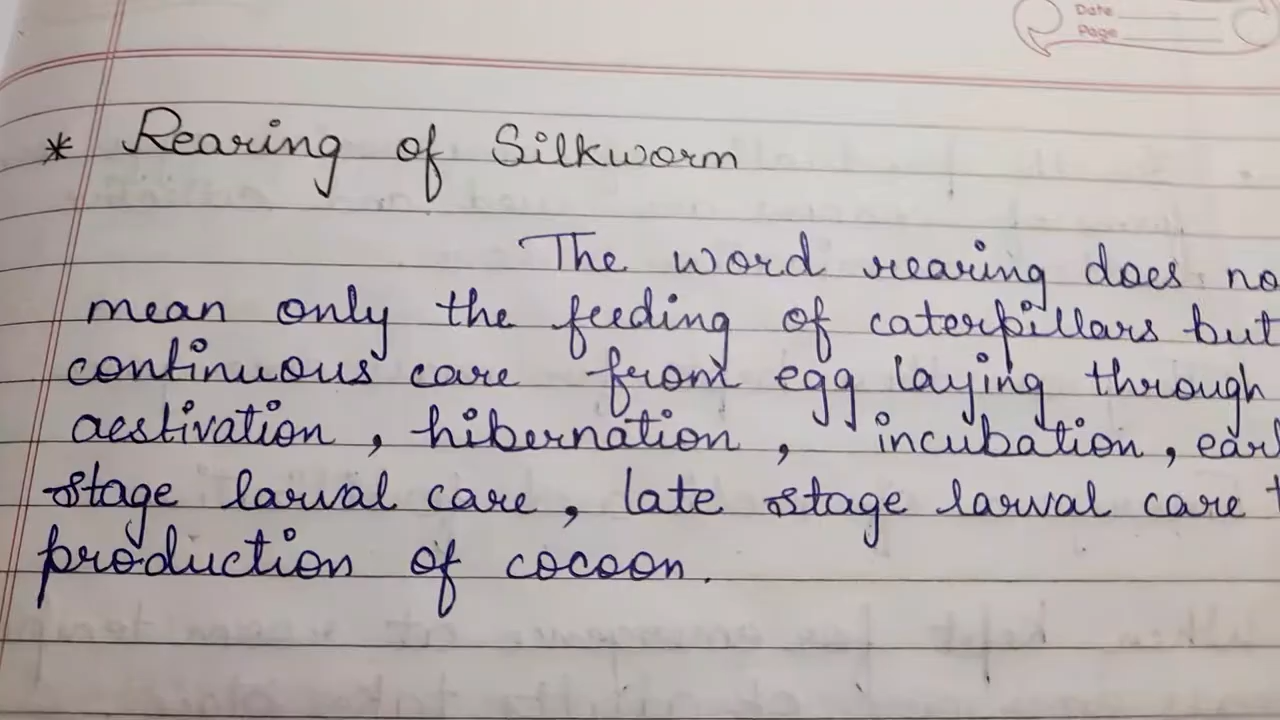 Date
Page
* Rearing of Silkworm
The word rearing does no
mean only the feeding of caterpillars but
continuous care from egg laying through
aestivation, hibernation, incubation, earl
stage larval care, late stage larval care t
production of cocoon.